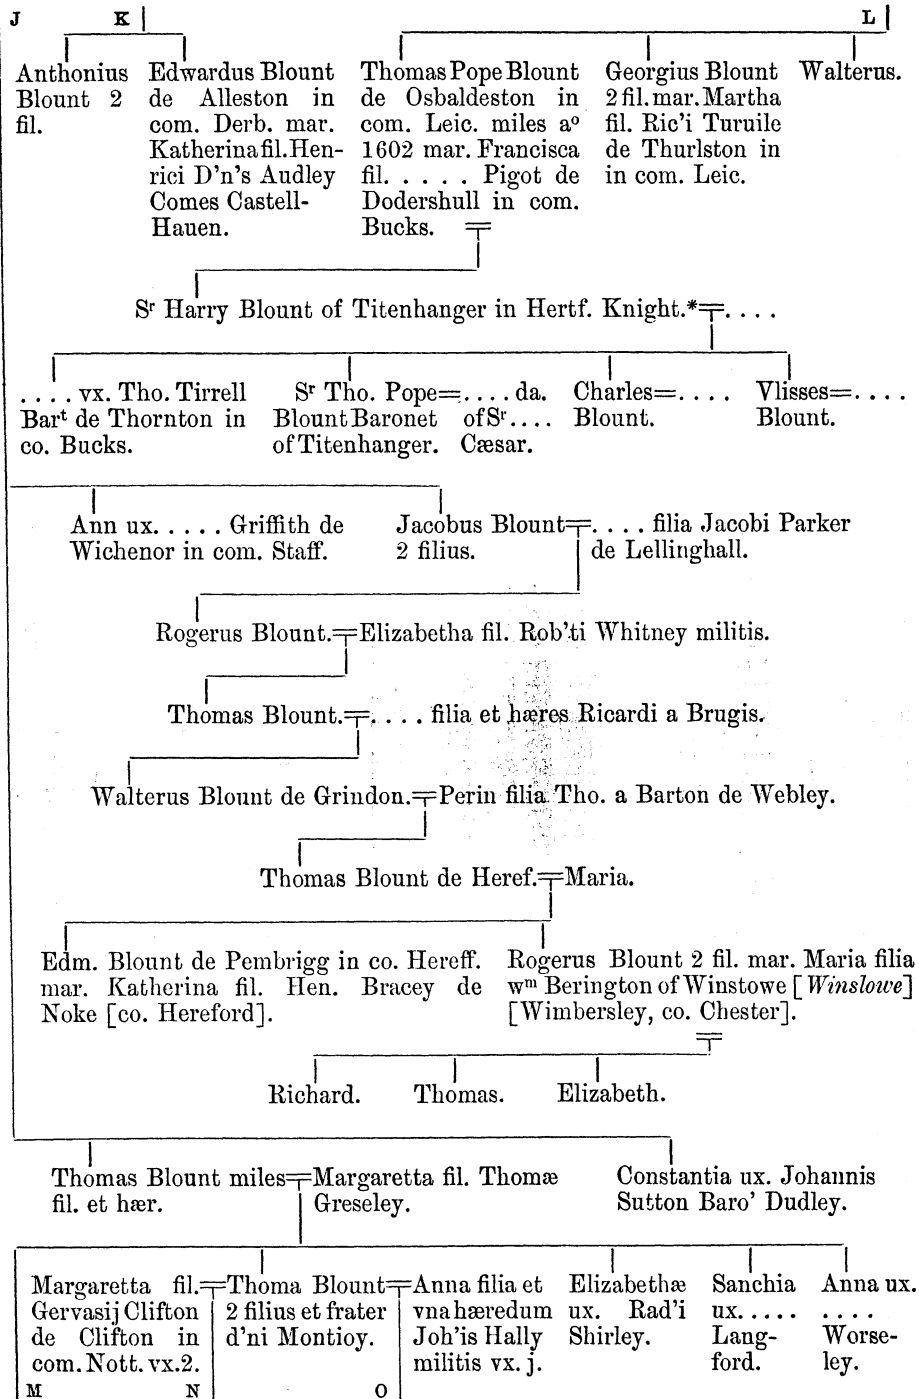 J K L
Anthonius
Blount 2
fil.
Edwardus Blount
de Alleston in
com. Derb. mar.
Katherina fil. Hen-
rici D'n's Audley
Comes Castell-
Hauen.
Thomas Pope Blount
de Osbaldeston in
com. Leic. miles aº
1602 mar. Francisca
fil. . . . . . Pigot de
Dodershull in com.
Bucks.
Georgius Blount
2 fil. mar. Martha
fil. Ric'i Turuile
de Thurlston in
in com. Leic.
Walterus.
Sʳ Harry Blount of Titenhanger in Hertf. Knight.*=. . . .
. . . . vx. Tho. Tirrell
Barᵗ de Thornton in
co. Bucks.
Sʳ Tho. Pope=. . . . da.
Blount Baronet of Sʳ . . . .
of Titenhanger. Cæsar.
Charles=. . . .
Blount.
Vlisses=. . . .
Blount.
Ann ux. . . . . . Griffith de
Wichenor in com. Staff.
Jacobus Blount=. . . . filia Jacobi Parker
2 filius. de Lellinghall.
Rogerus Blount.=Elizabetha fil. Rob'ti Whitney militis.
Thomas Blount.=. . . . filia et hæres Ricardi a Brugis.
Walterus Blount de Grindon.=Perin filia Tho. a Barton de Webley.
Thomas Blount de Heref.=Maria.
Edm. Blount de Pembrigg in co. Hereff.
mar. Katherina fil. Hen. Bracey de
Noke [co. Hereford].
Rogerus Blount 2 fil. mar. Maria filia
wᵐ Berington of Winstowe [Winslowe]
[Wimbersley, co. Chester].
Richard. Thomas. Elizabeth.
Thomas Blount miles=Margaretta fil. Thomæ
fil. et hær. Greseley.
Constantia ux. Johannis
Sutton Baro' Dudley.
Margaretta fil.=Thoma Blount=Anna filia et
Gervasij Clifton 2 filius et frater vna hæredum
de Clifton in d'ni Montioy. Joh'is Hally
com. Nott. vx. 2. militis vx. j.
Elizabethæ
ux. Rad'i
Shirley.
Sanchia
ux. . . . .
Lang-
ford.
Anna ux.
. . . .
Worse-
ley.
M N O